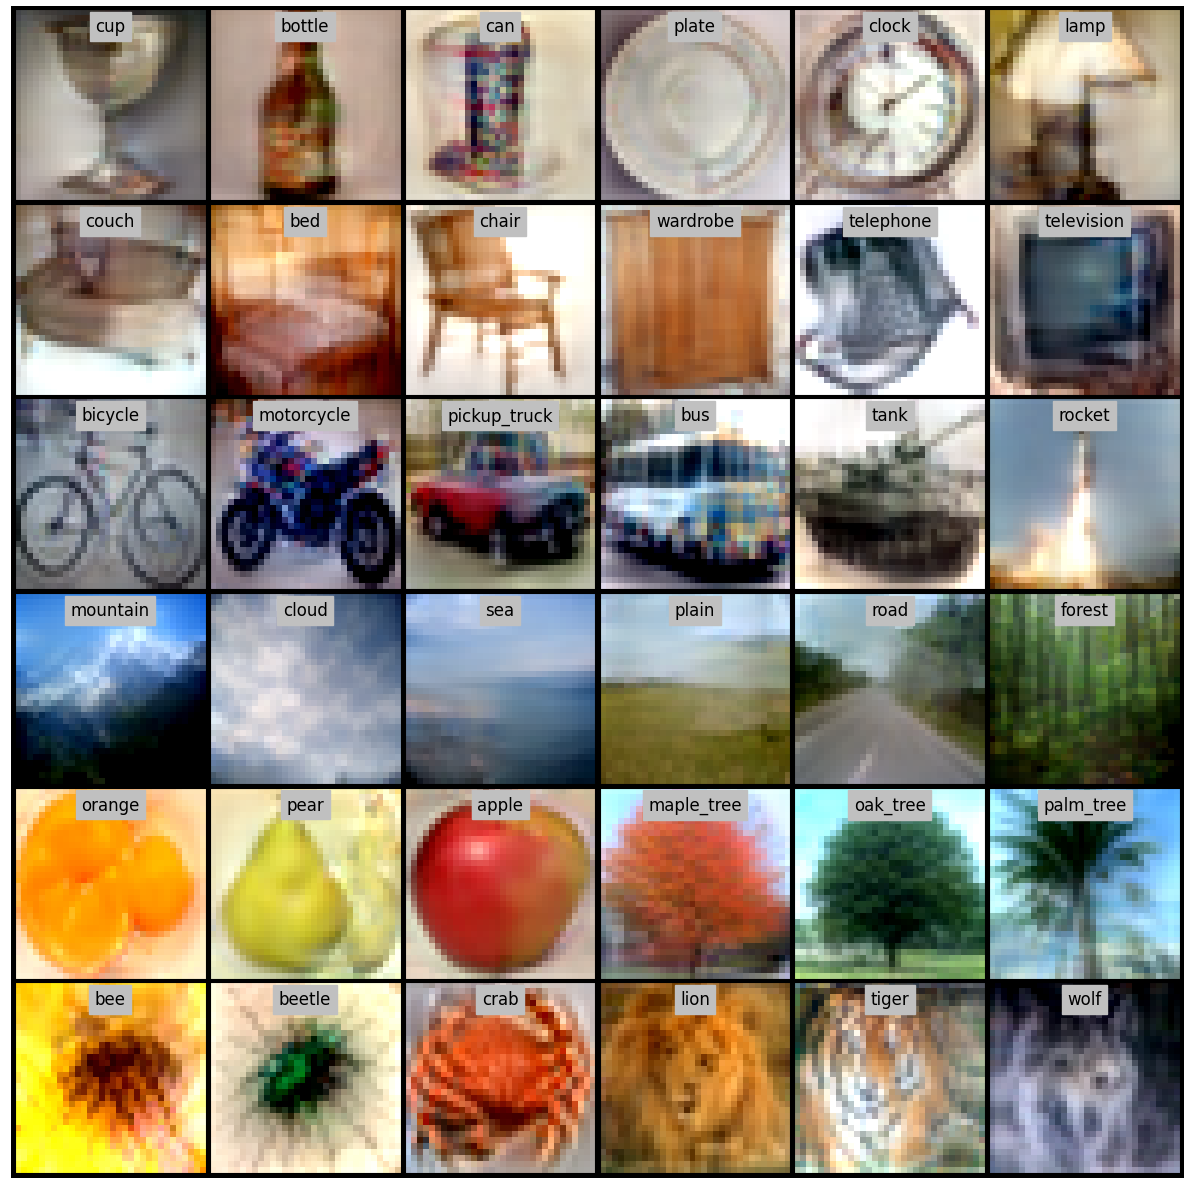 cup bottle can plate clock lamp
couch bed chair wardrobe telephone television
bicycle motorcycle pickup_truck bus tank rocket
mountain cloud sea plain road forest
orange pear apple maple_tree oak_tree palm_tree
bee beetle crab lion tiger wolf